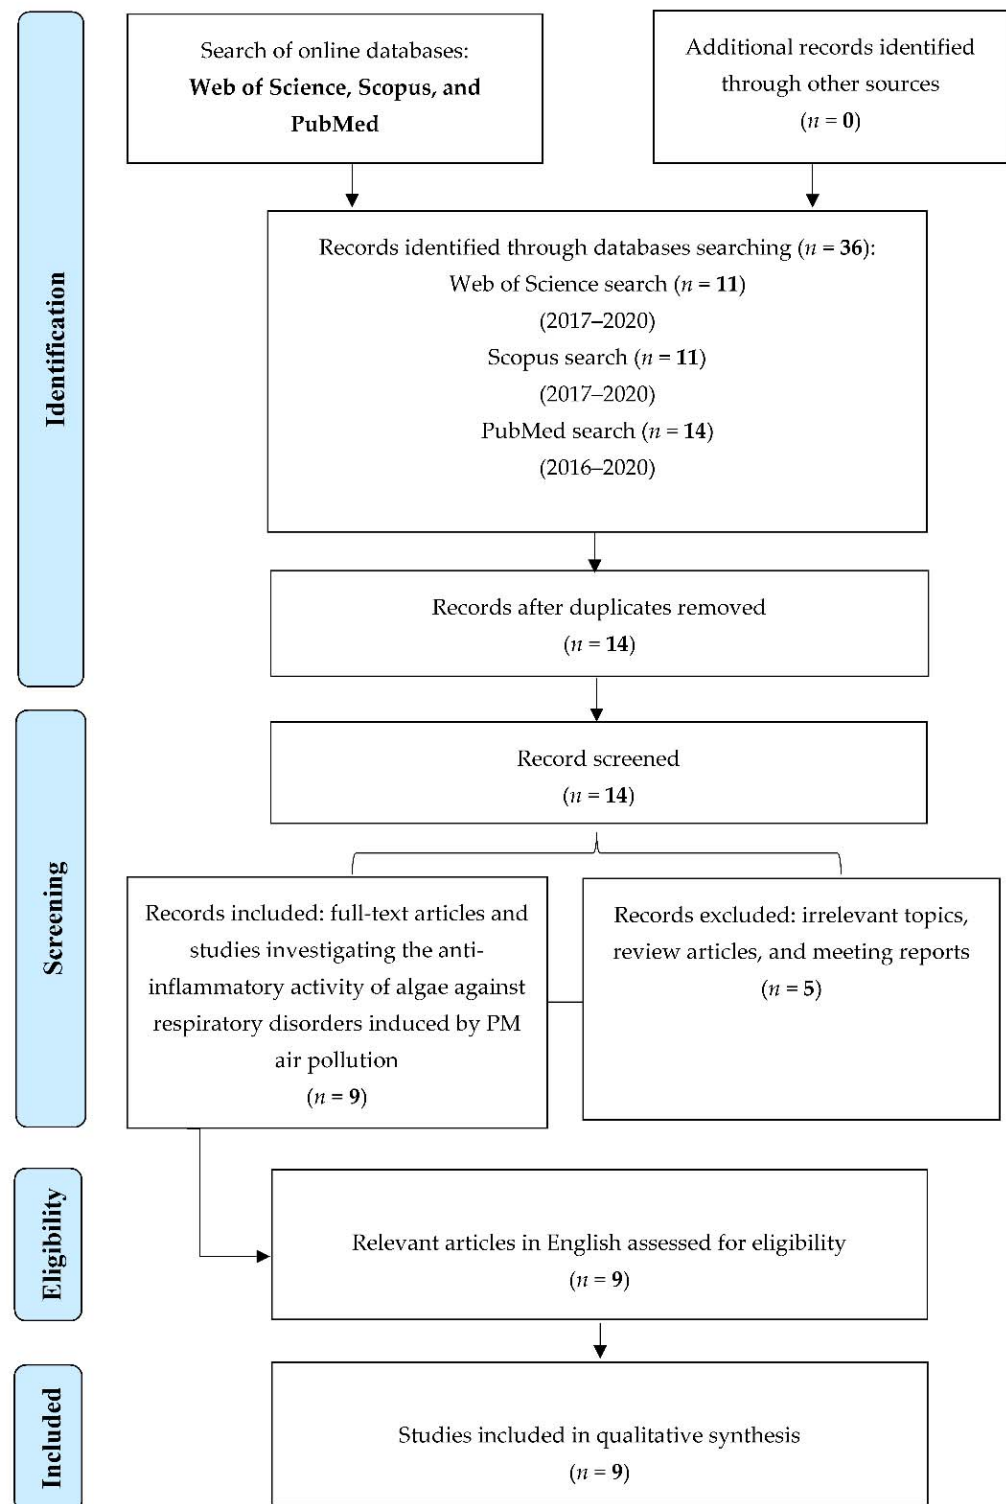 Identification
Search of online databases:
Web of Science, Scopus, and
PubMed
Additional records identified
through other sources
(n = 0)
Records identified through databases searching (n = 36):
Web of Science search (n = 11)
(2017–2020)
Scopus search (n = 11)
(2017–2020)
PubMed search (n = 14)
(2016–2020)
Records after duplicates removed
(n = 14)
Screening
Record screened
(n = 14)
Records included: full-text articles and
studies investigating the anti-
inflammatory activity of algae against
respiratory disorders induced by PM
air pollution
(n = 9)
Records excluded: irrelevant topics,
review articles, and meeting reports
(n = 5)
Eligibility
Relevant articles in English assessed for eligibility
(n = 9)
Included
Studies included in qualitative synthesis
(n = 9)